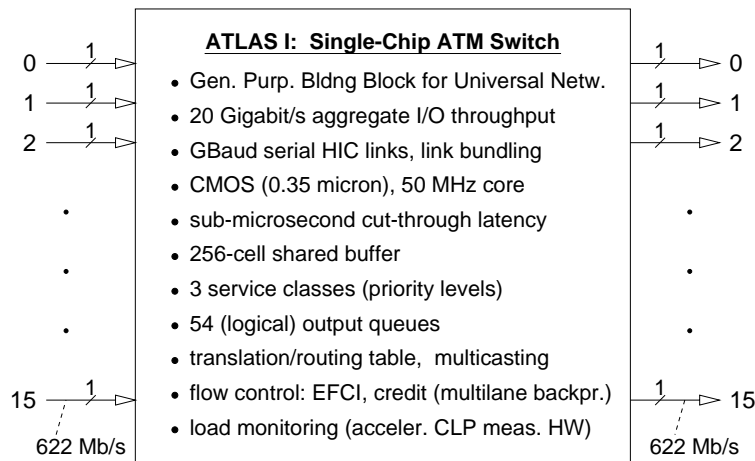 ATLAS I: Single-Chip ATM Switch
0 1
1 1
2 1
15 1
622 Mb/s
• Gen. Purp. Bldng Block for Universal Netw.
• 20 Gigabit/s aggregate I/O throughput
• GBaud serial HIC links, link bundling
• CMOS (0.35 micron), 50 MHz core
• sub-microsecond cut-through latency
• 256-cell shared buffer
• 3 service classes (priority levels)
• 54 (logical) output queues
• translation/routing table, multicasting
• flow control: EFCI, credit (multilane backpr.)
• load monitoring (acceler. CLP meas. HW)
1 0
1 1
1 2
1 15
622 Mb/s